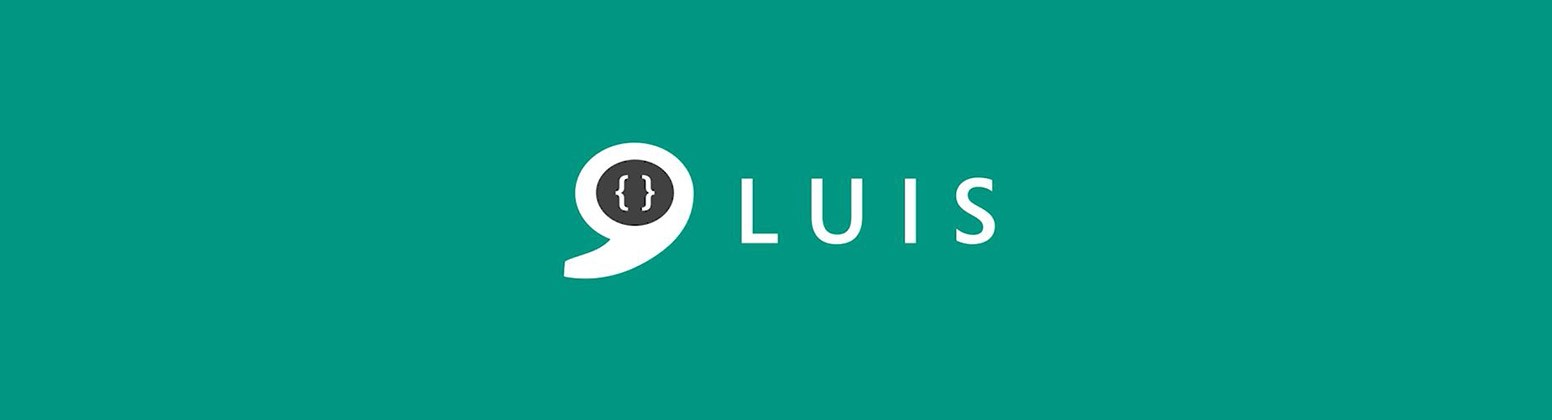 { } LUIS